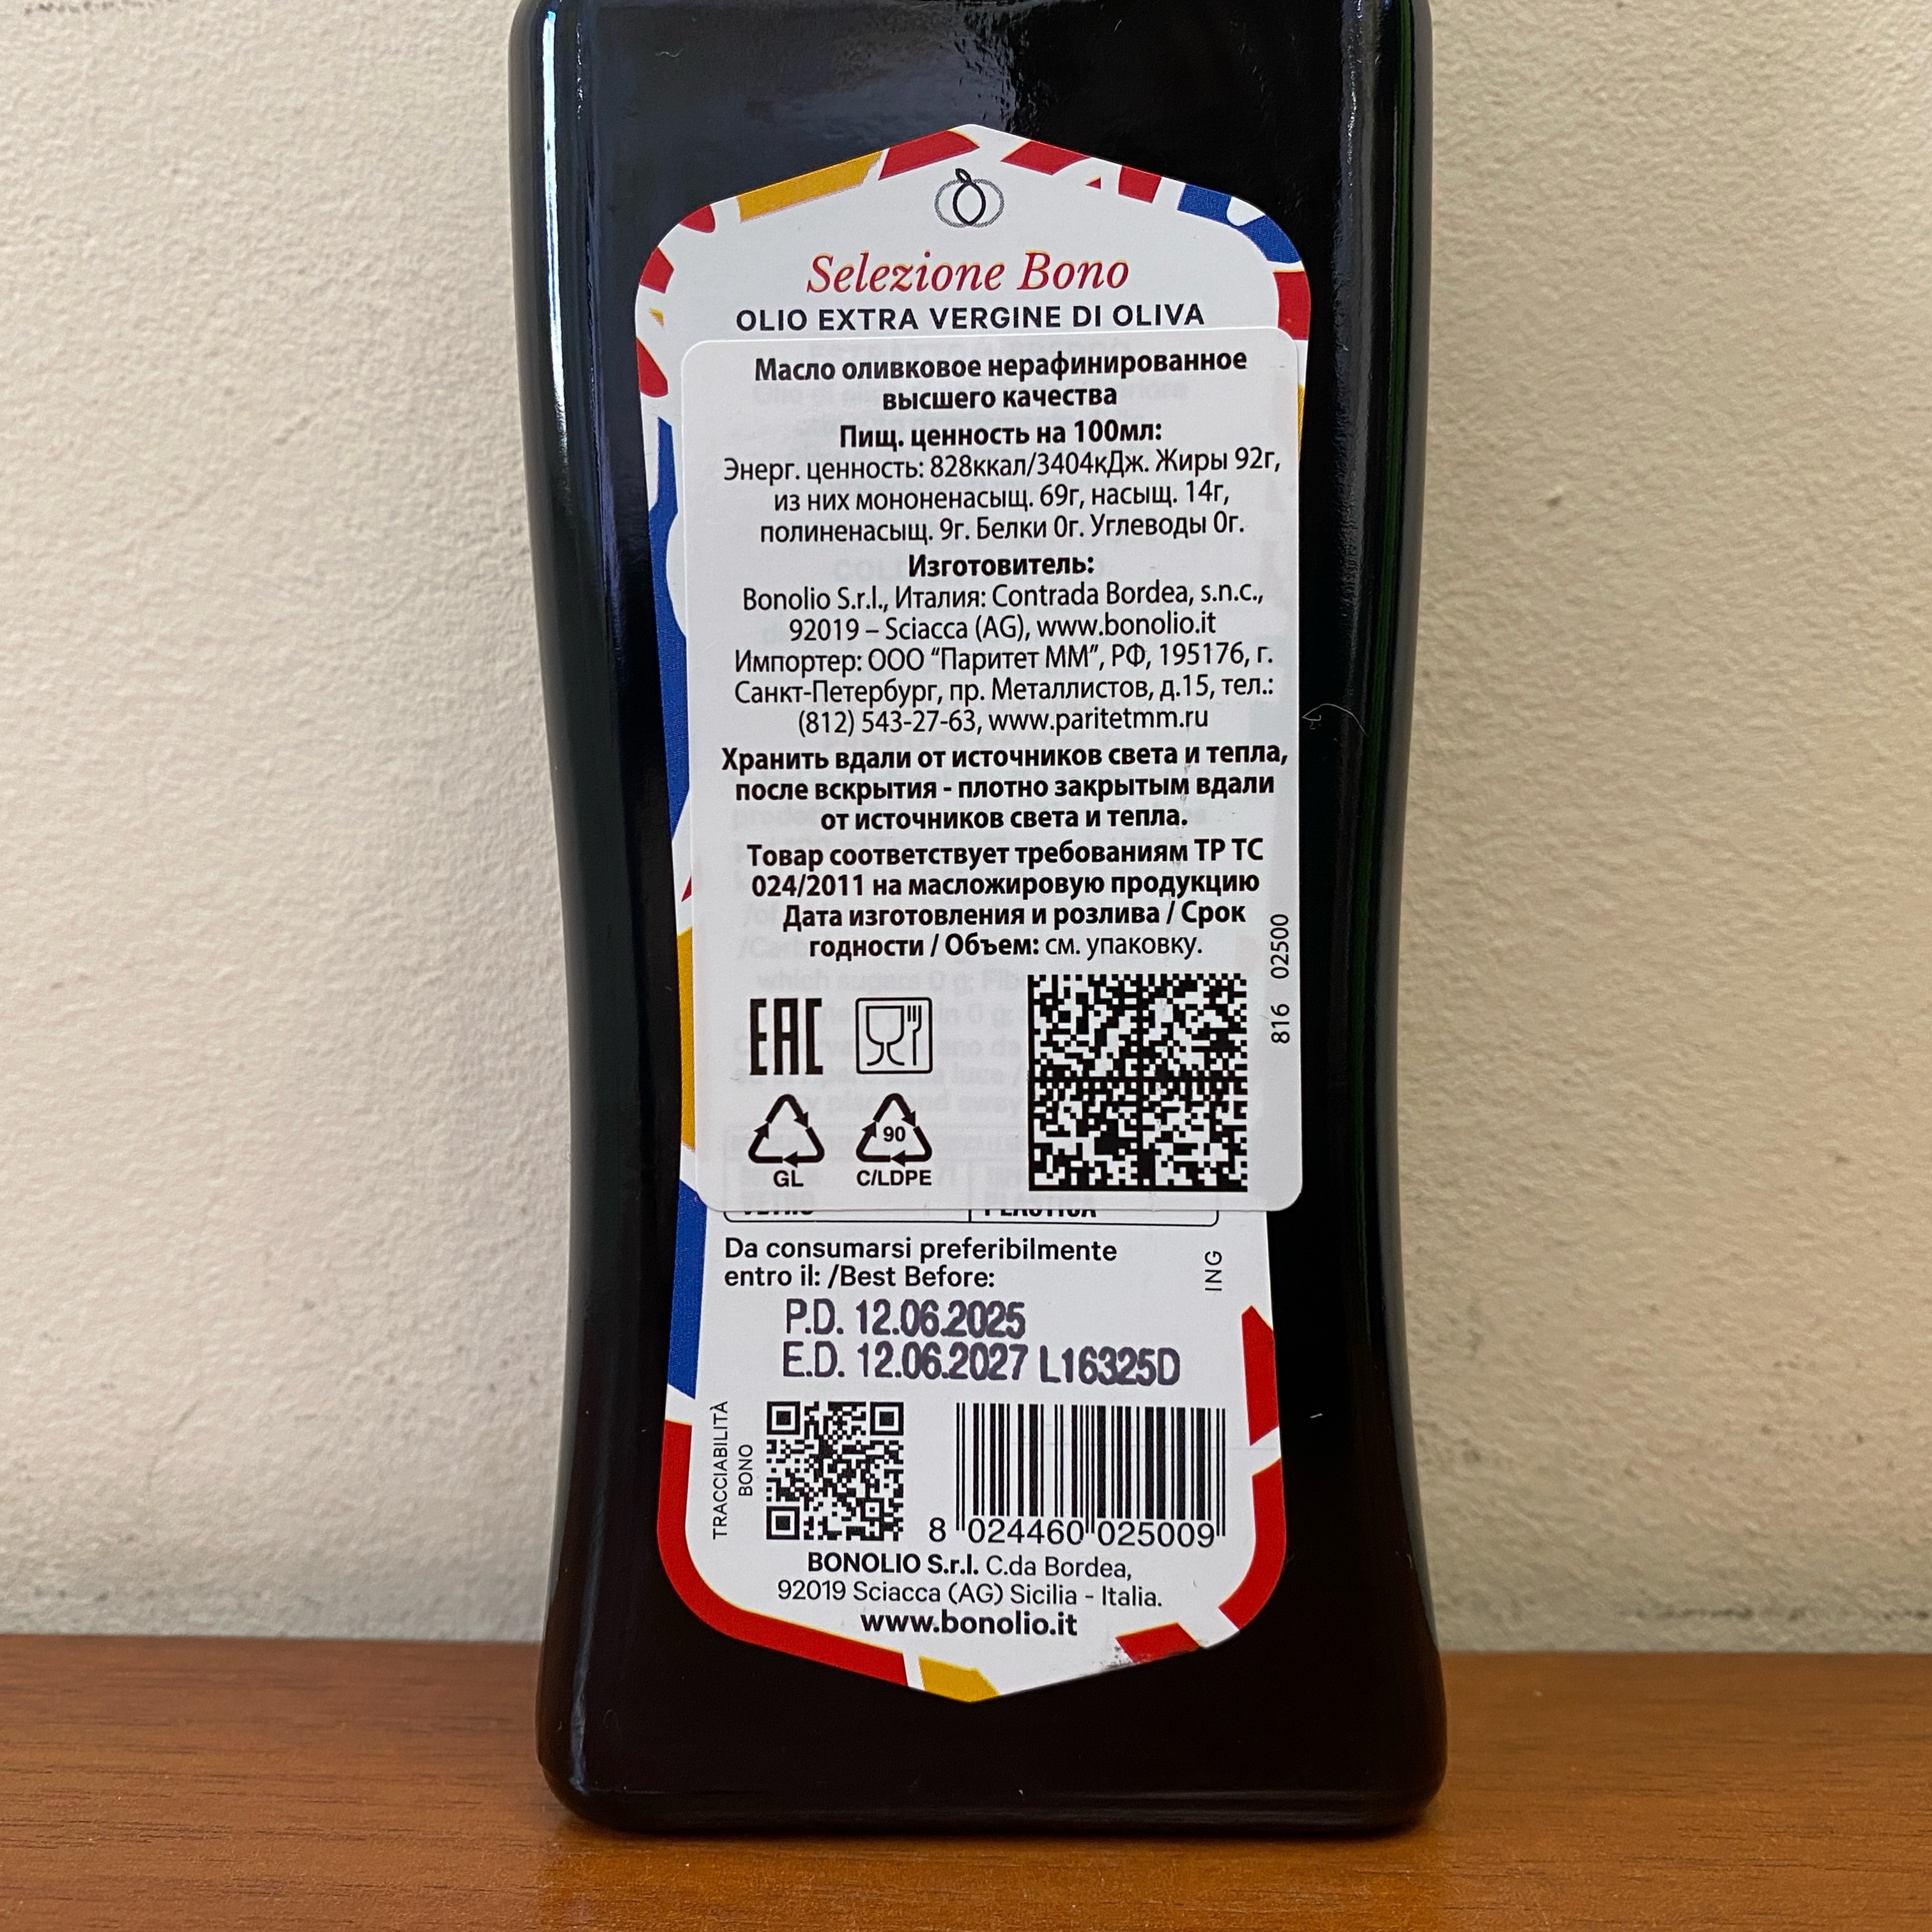 Selezione Bono
OLIO EXTRA VERGINE DI OLIVA
Масло оливковое нерафинированное
высшего качества
Пищ. ценность на 100мл:
Энерг. ценность: 828ккал/3404кДж. Жиры 92г,
из них мононенасыщ. 69г, насыщ. 14г,
полиненасыщ. 9г. Белки 0г. Углеводы 0г.
Изготовитель:
Bonolio S.r.l., Италия: Contrada Bordea, s.n.c.,
92019 – Sciacca (AG), www.bonolio.it
Импортер: ООО “Паритет ММ”, РФ, 195176, г.
Санкт-Петербург, пр. Металлистов, д.15, тел.:
(812) 543-27-63, www.paritetmm.ru
Хранить вдали от источников света и тепла,
после вскрытия - плотно закрытым вдали
от источников света и тепла.
Товар соответствует требованиям ТР ТС
024/2011 на масложировую продукцию
Дата изготовления и розлива / Срок
годности / Объем: см. упаковку.
816 02500
EAC
90
GL
C/LDPE
VETRO
PLASTICA
Da consumarsi preferibilmente
entro il: /Best Before:
ING
P.D. 12.06.2025
E.D. 12.06.2027 L16325D
TRACCIABILITÀ
BONO
8 024460 025009
BONOLIO S.r.l. C.da Bordea,
92019 Sciacca (AG) Sicilia - Italia.
www.bonolio.it